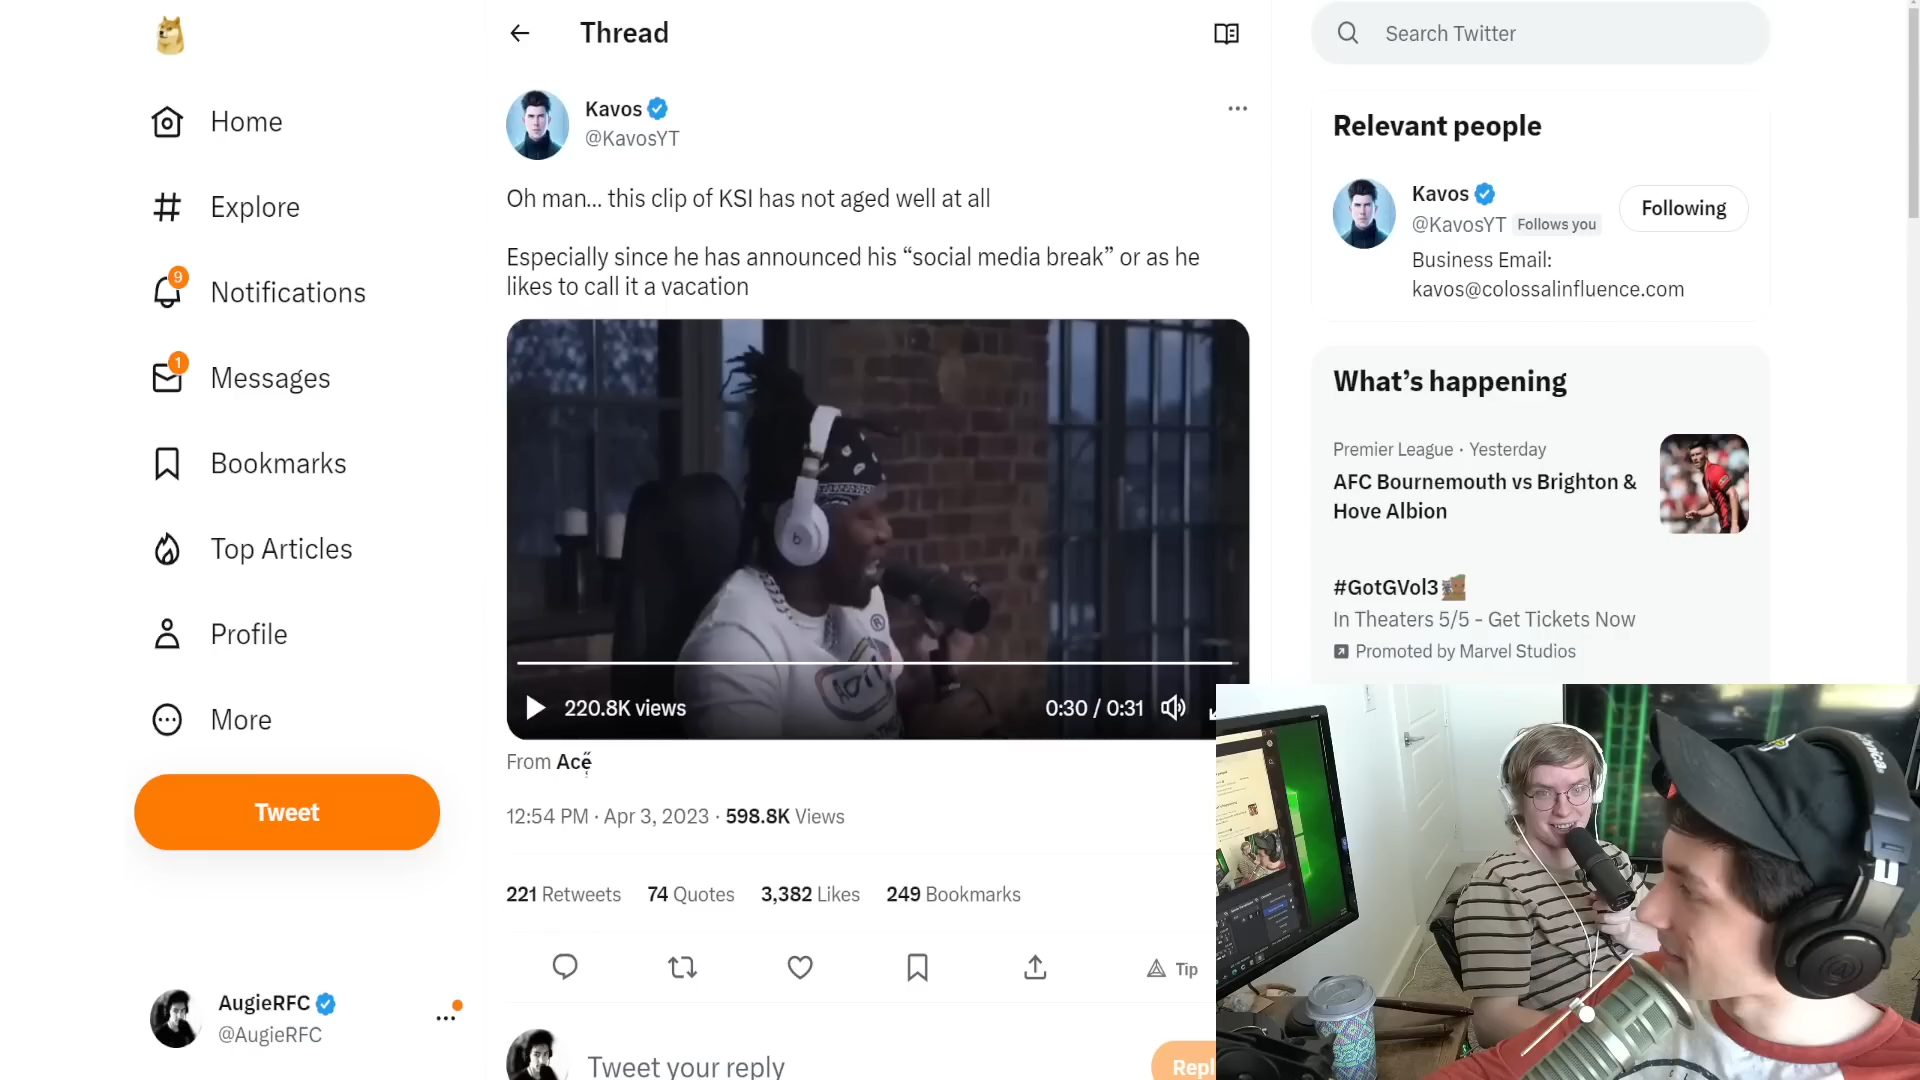 Home
Explore
9
Notifications
1
Messages
Bookmarks
Top Articles
Profile
More
Tweet
AugieRFC
@AugieRFC
Thread
Kavos
@KavosYT
Oh man... this clip of KSI has not aged well at all
Especially since he has announced his “social media break” or as he
likes to call it a vacation
220.8K views
0:30 / 0:31
From Acę̋
12:54 PM · Apr 3, 2023 · 598.8K Views
221 Retweets 74 Quotes 3,382 Likes 249 Bookmarks
Tip
Tweet your reply
Repl
Search Twitter
Relevant people
Kavos
@KavosYT Follows you
Following
Business Email:
kavos@colossalinfluence.com
What’s happening
Premier League · Yesterday
AFC Bournemouth vs Brighton &
Hove Albion
#GotGVol3
In Theaters 5/5 - Get Tickets Now
Promoted by Marvel Studios